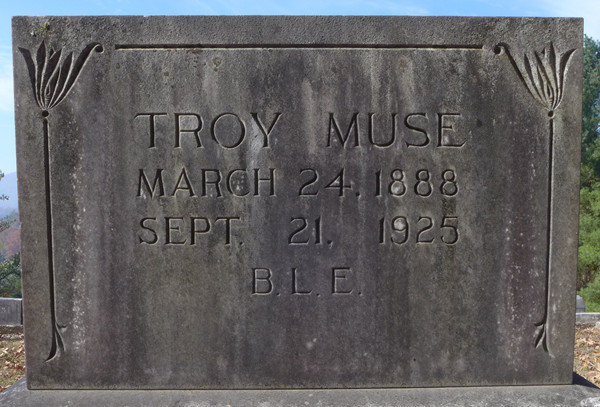 TROY MUSE
MARCH 24, 1888
SEPT. 21, 1925
B.L.E.